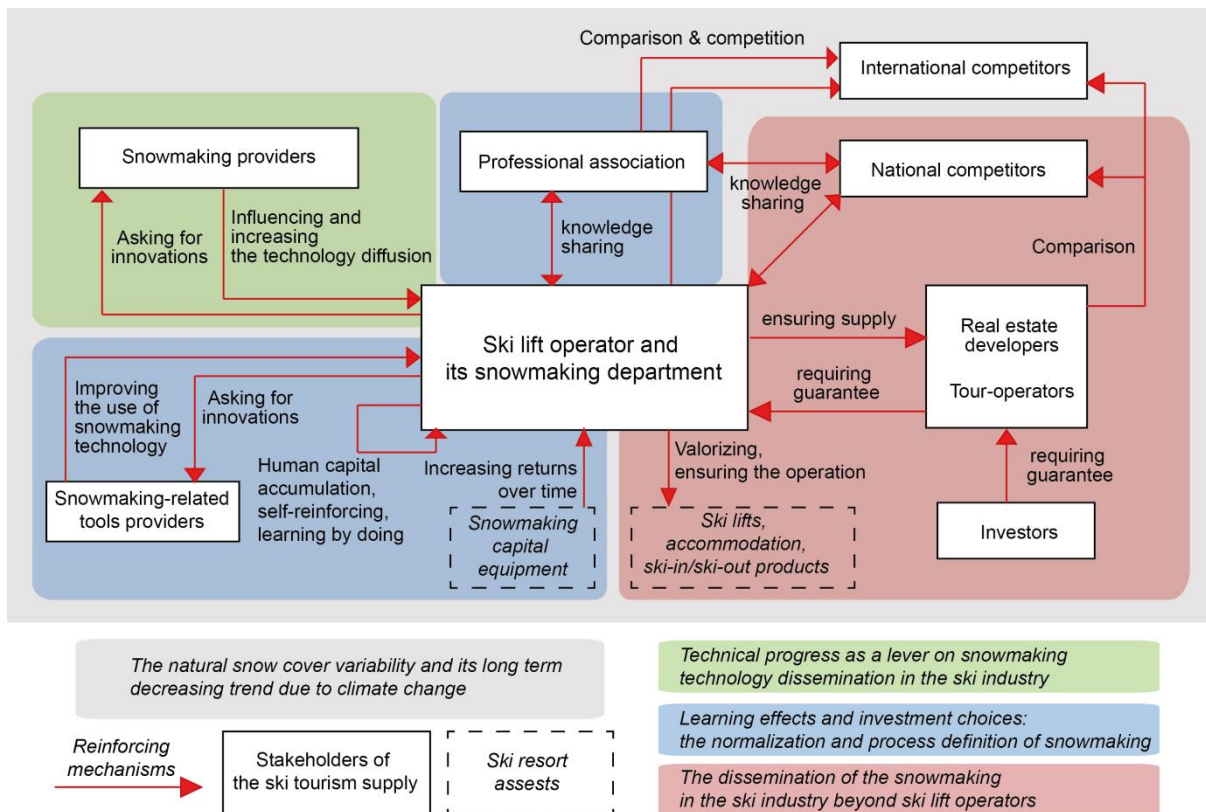 Comparison & competition
International competitors
Snowmaking providers
Professional association
National competitors
knowledge
sharing
Influencing and
increasing
the technology diffusion
Asking for
innovations
knowledge
sharing
Comparison
Ski lift operator and
its snowmaking department
ensuring supply
Real estate
developers
Tour-operators
requiring
guarantee
Improving
the use of
snowmaking
technology
Asking for
innovations
Human capital
accumulation,
self-reinforcing,
learning by doing
Increasing returns
over time
Valorizing,
ensuring the operation
requiring
guarantee
Snowmaking-related
tools providers
Snowmaking
capital
equipment
Ski lifts,
accommodation,
ski-in/ski-out products
Investors
The natural snow cover variability and its long term
decreasing trend due to climate change
Technical progress as a lever on snowmaking
technology dissemination in the ski industry
Learning effects and investment choices:
the normalization and process definition of snowmaking
Reinforcing
mechanisms
Stakeholders of
the ski tourism supply
Ski resort
assests
The dissemination of the snowmaking
in the ski industry beyond ski lift operators